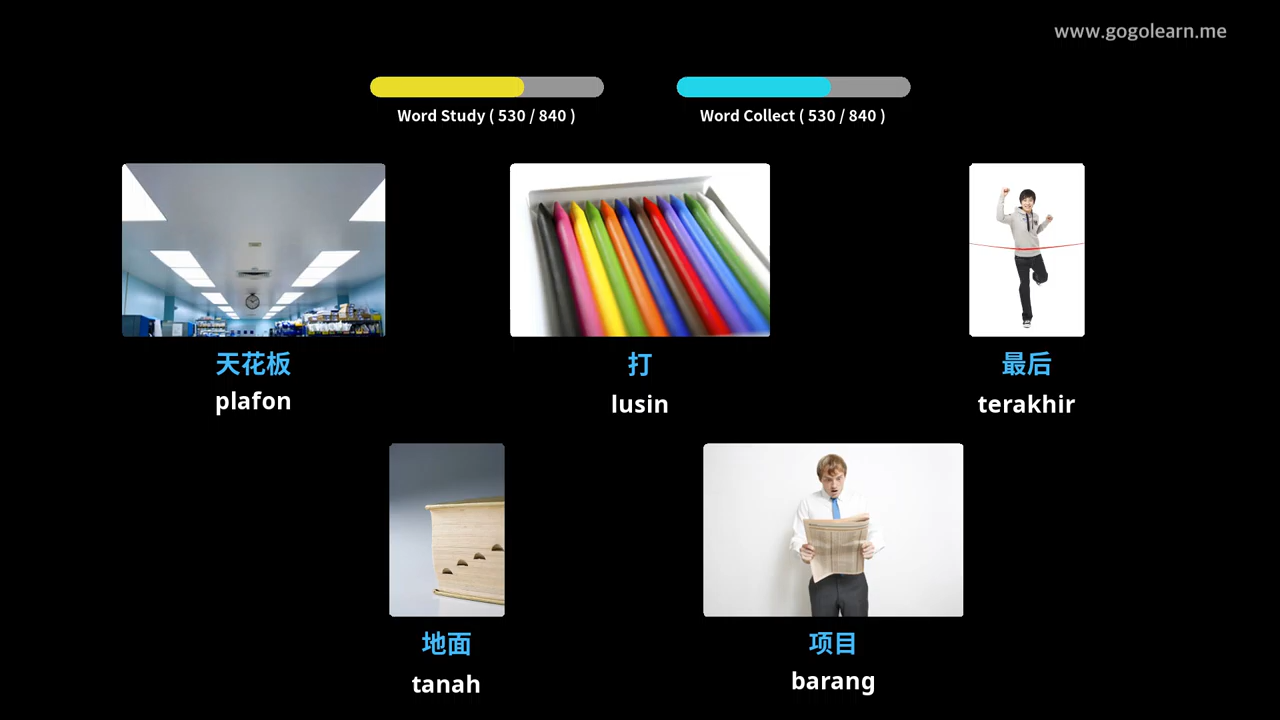 www.gogolearn.me
Word Study ( 530 / 840 )
Word Collect ( 530 / 840 )
天花板
plafon
打
lusin
最后
terakhir
地面
tanah
项目
barang